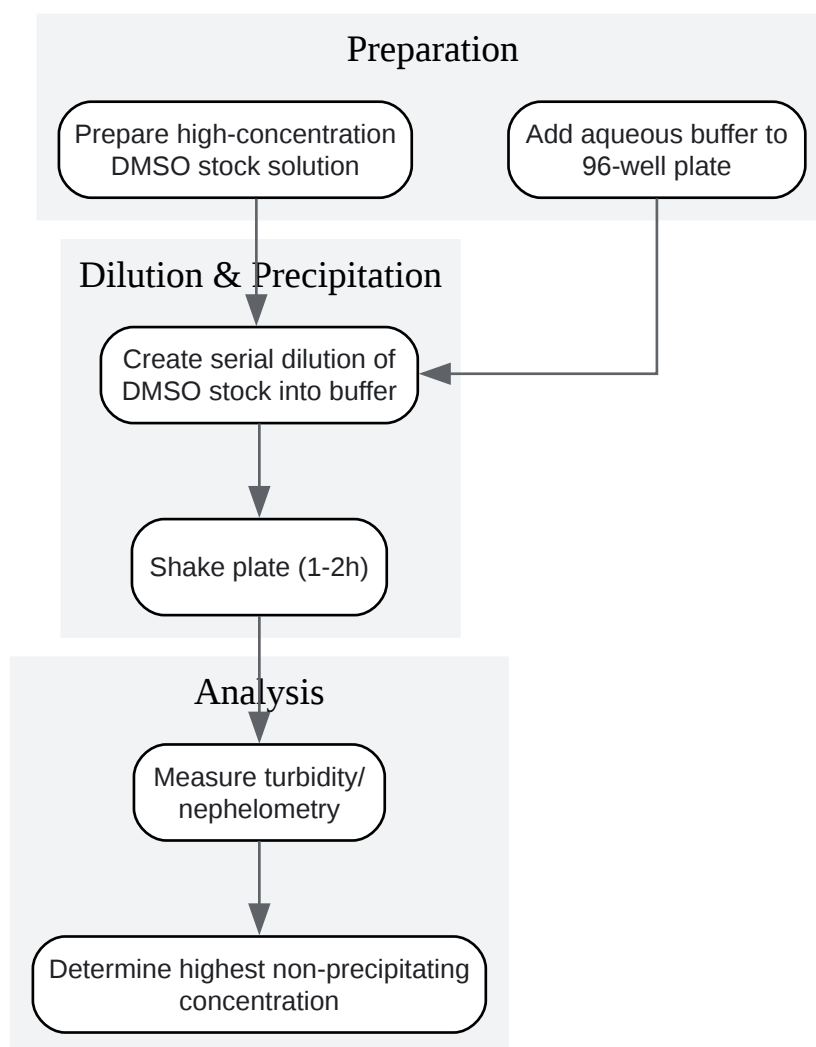 Preparation
Prepare high-concentration
DMSO stock solution
Add aqueous buffer to
96-well plate
Dilution & Precipitation
Create serial dilution of
DMSO stock into buffer
Shake plate (1-2h)
Analysis
Measure turbidity/
nephelometry
Determine highest non-precipitating
concentration